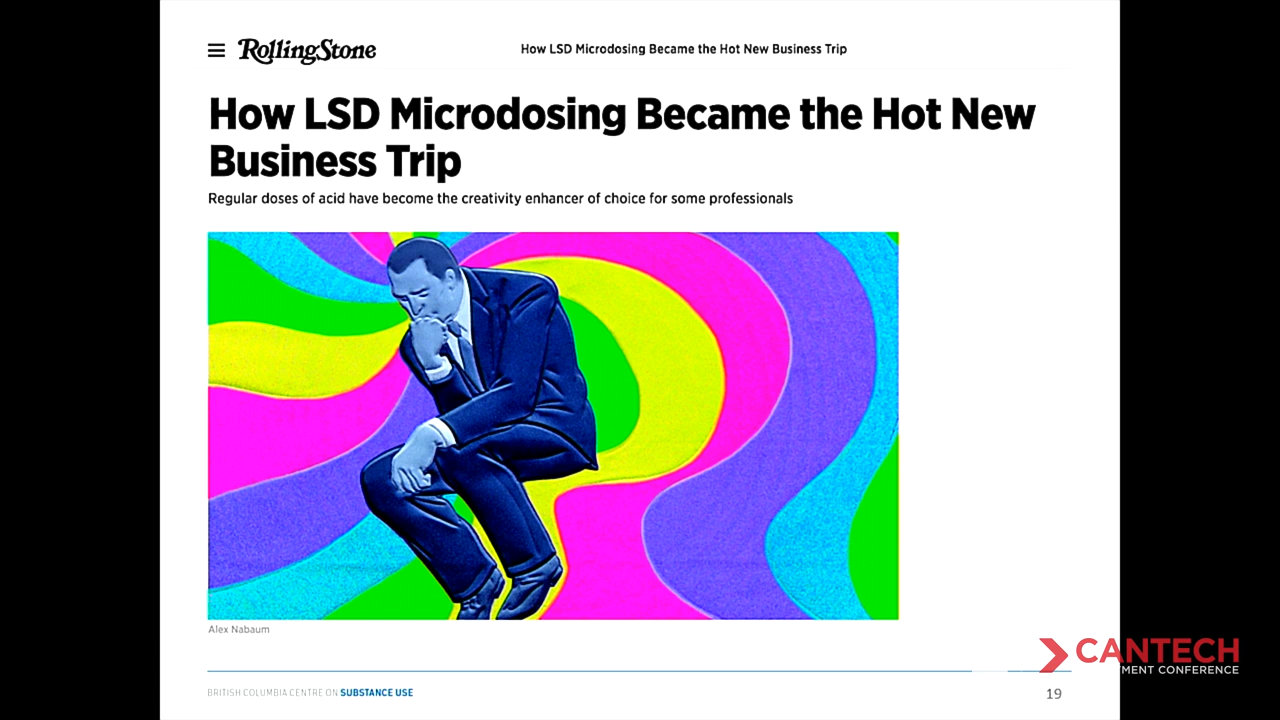 RollingStone
How LSD Microdosing Became the Hot New Business Trip
How LSD Microdosing Became the Hot New
Business Trip
Regular doses of acid have become the creativity enhancer of choice for some professionals
Alex Nabaum
CANTECH
MENT CONFERENCE
BRITISH COLUMBIA CENTRE ON SUBSTANCE USE
19